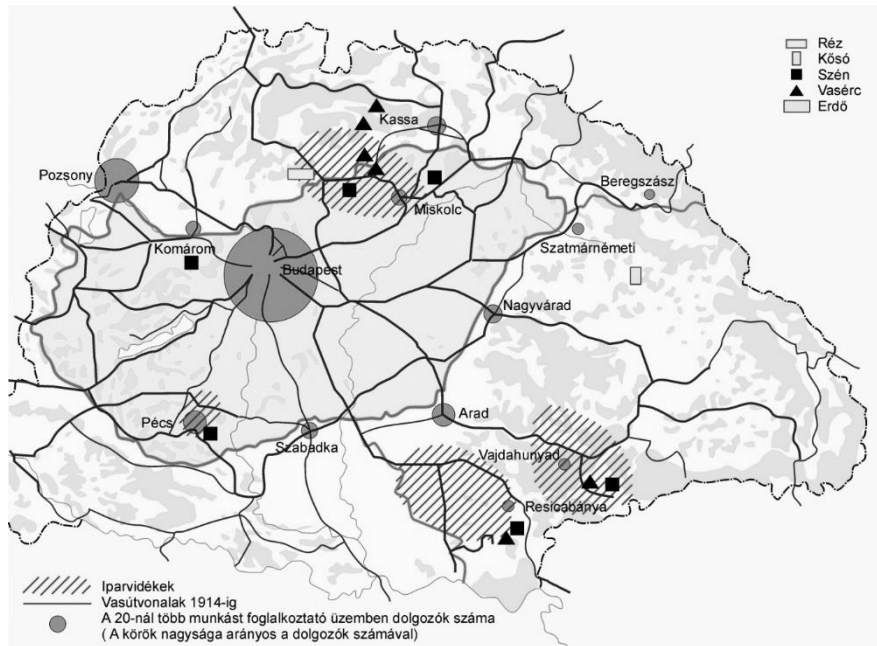 Réz
Kősó
Szén
Vasérc
Erdő
Kassa
Pozsony
Beregszász
Miskolc
Komárom
Szatmárnémeti
Budapest
Nagyvárad
Arad
Pécs
Szabadka
Vajdahunyad
Resicabánya
Iparvidékek
Vasútvonalak 1914-ig
A 20-nál több munkást foglalkoztató üzemben dolgozók száma
( A körök nagysága arányos a dolgozók számával)